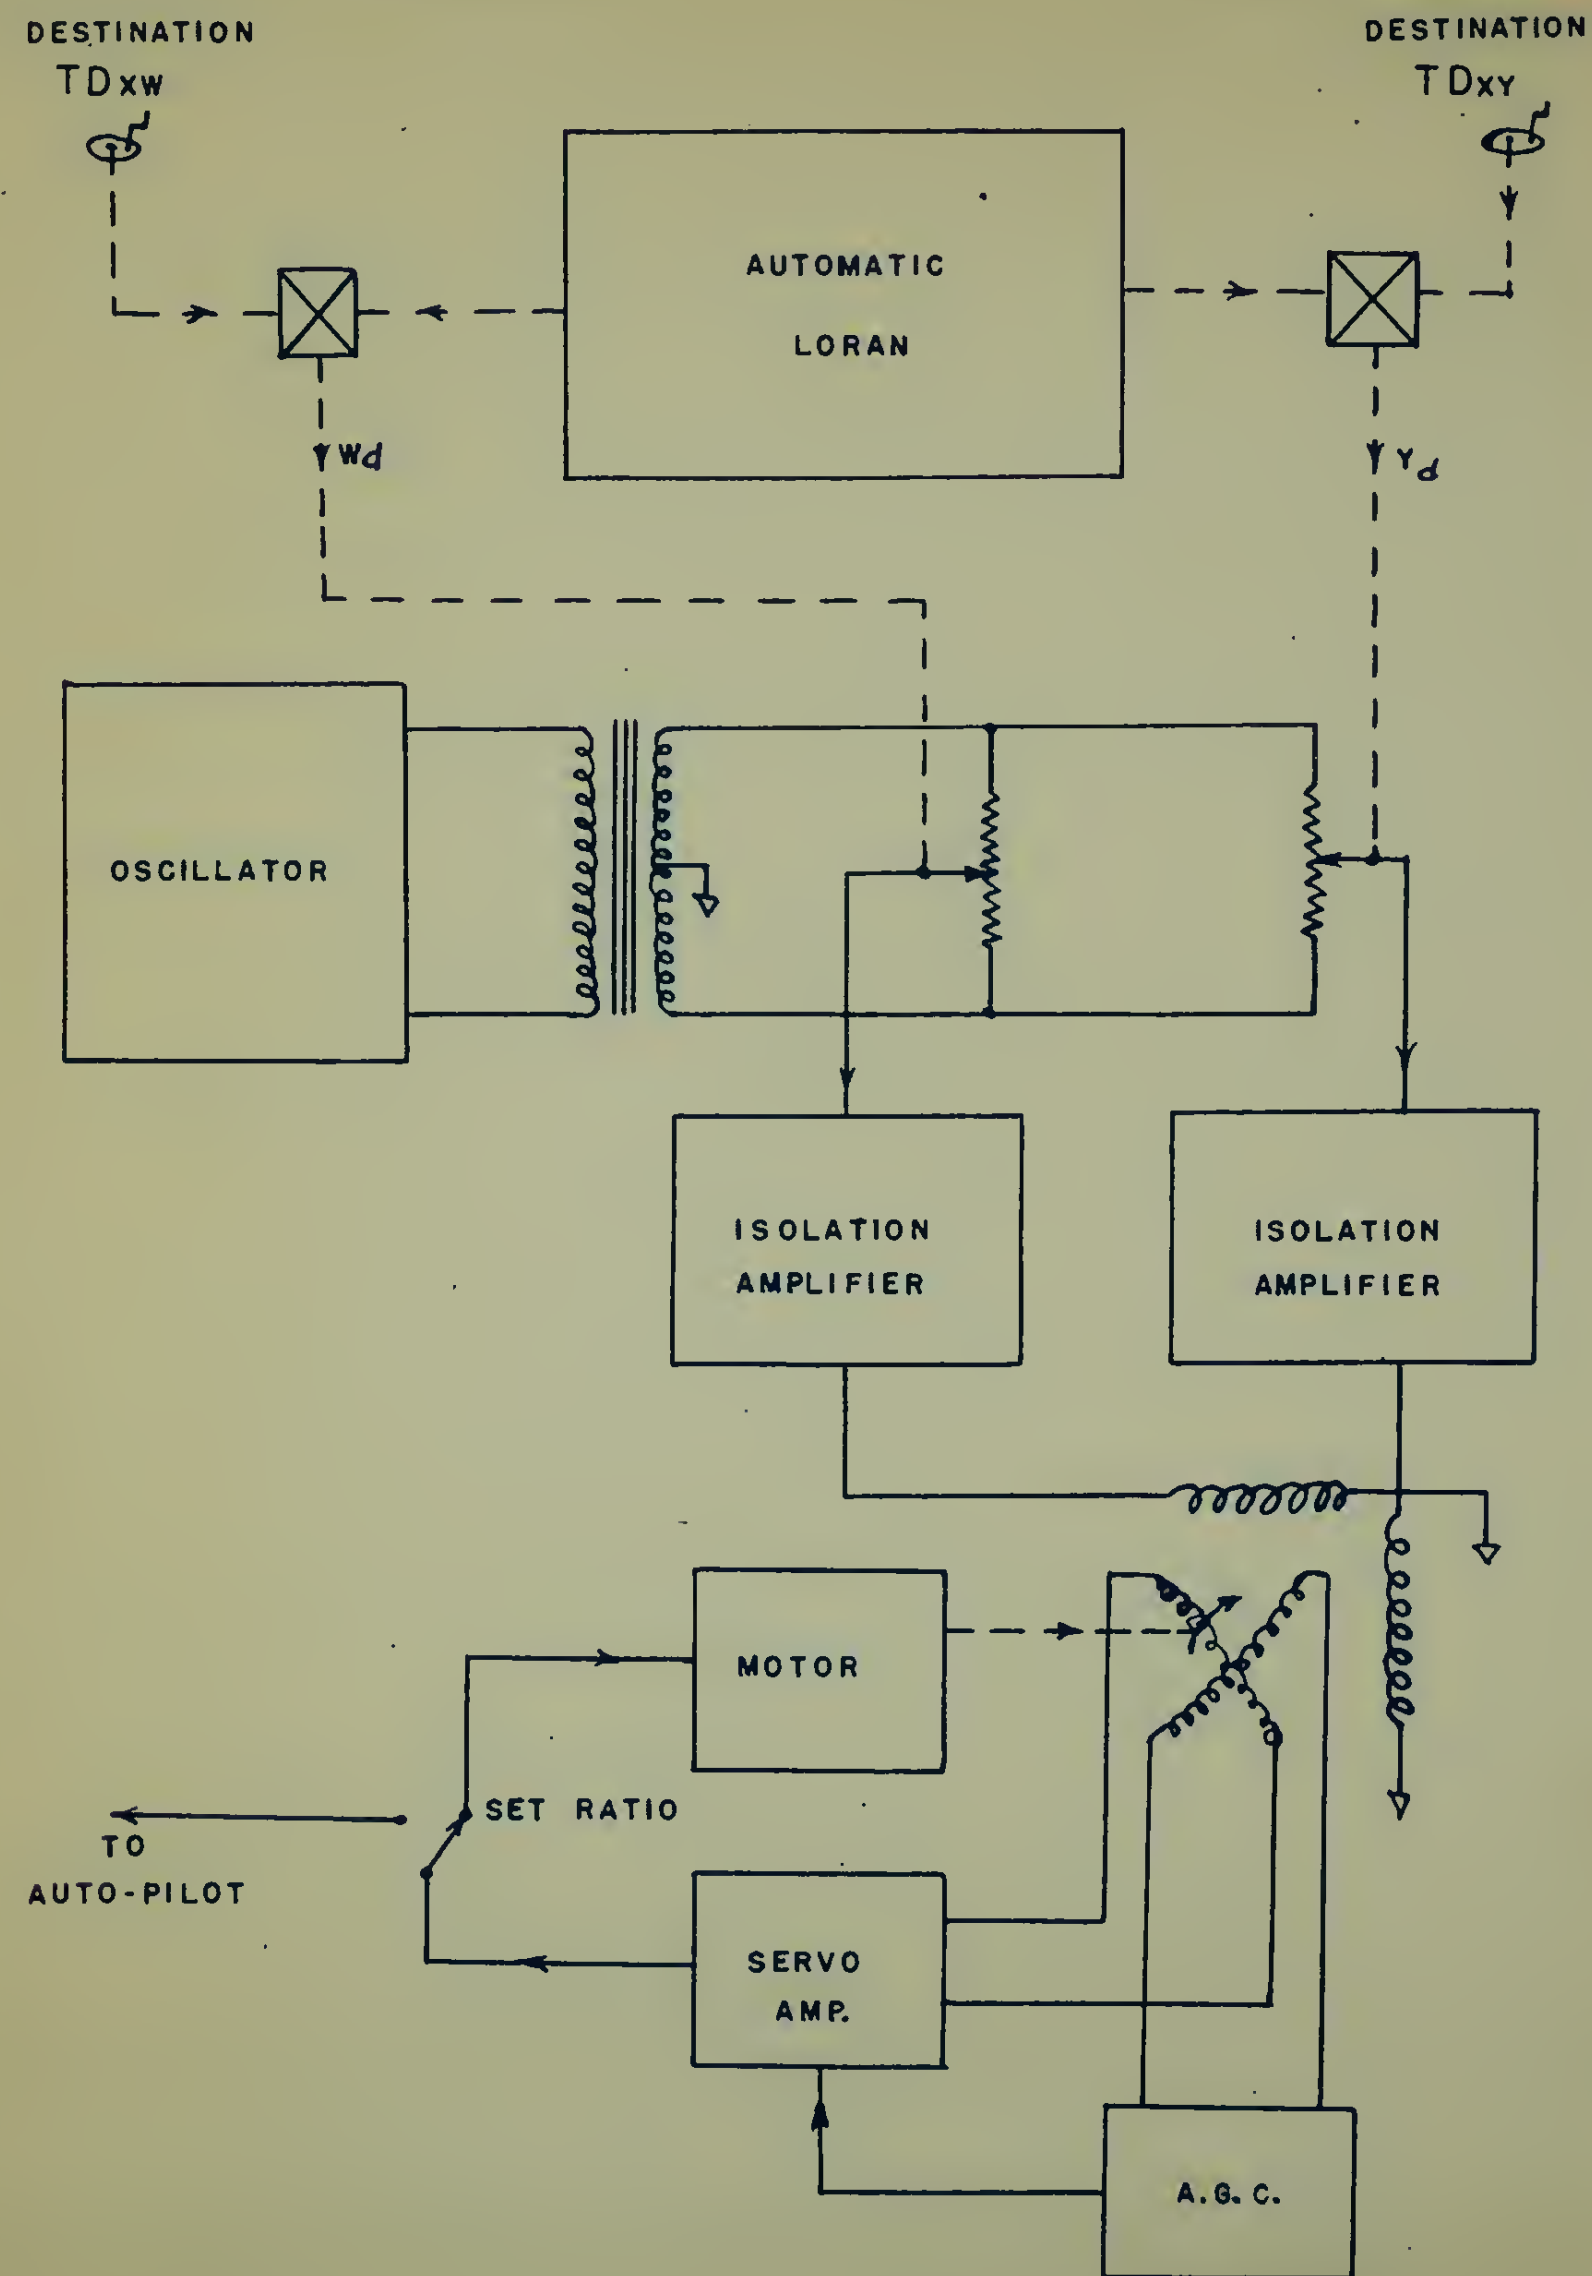 DESTINATION
TDXW
DESTINATION
TDXY
AUTOMATIC
LORAN
Wd
Yd
OSCILLATOR
ISOLATION
AMPLIFIER
ISOLATION
AMPLIFIER
MOTOR
SET RATIO
TO
AUTO-PILOT
SERVO
AMP.
A.G.C.